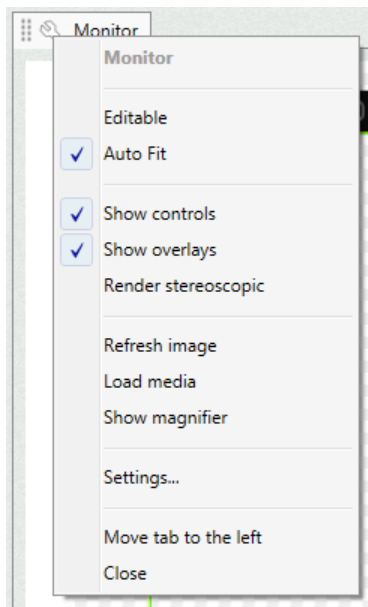 Monitor
Monitor
Editable
Auto Fit
Show controls
Show overlays
Render stereoscopic
Refresh image
Load media
Show magnifier
Settings...
Move tab to the left
Close